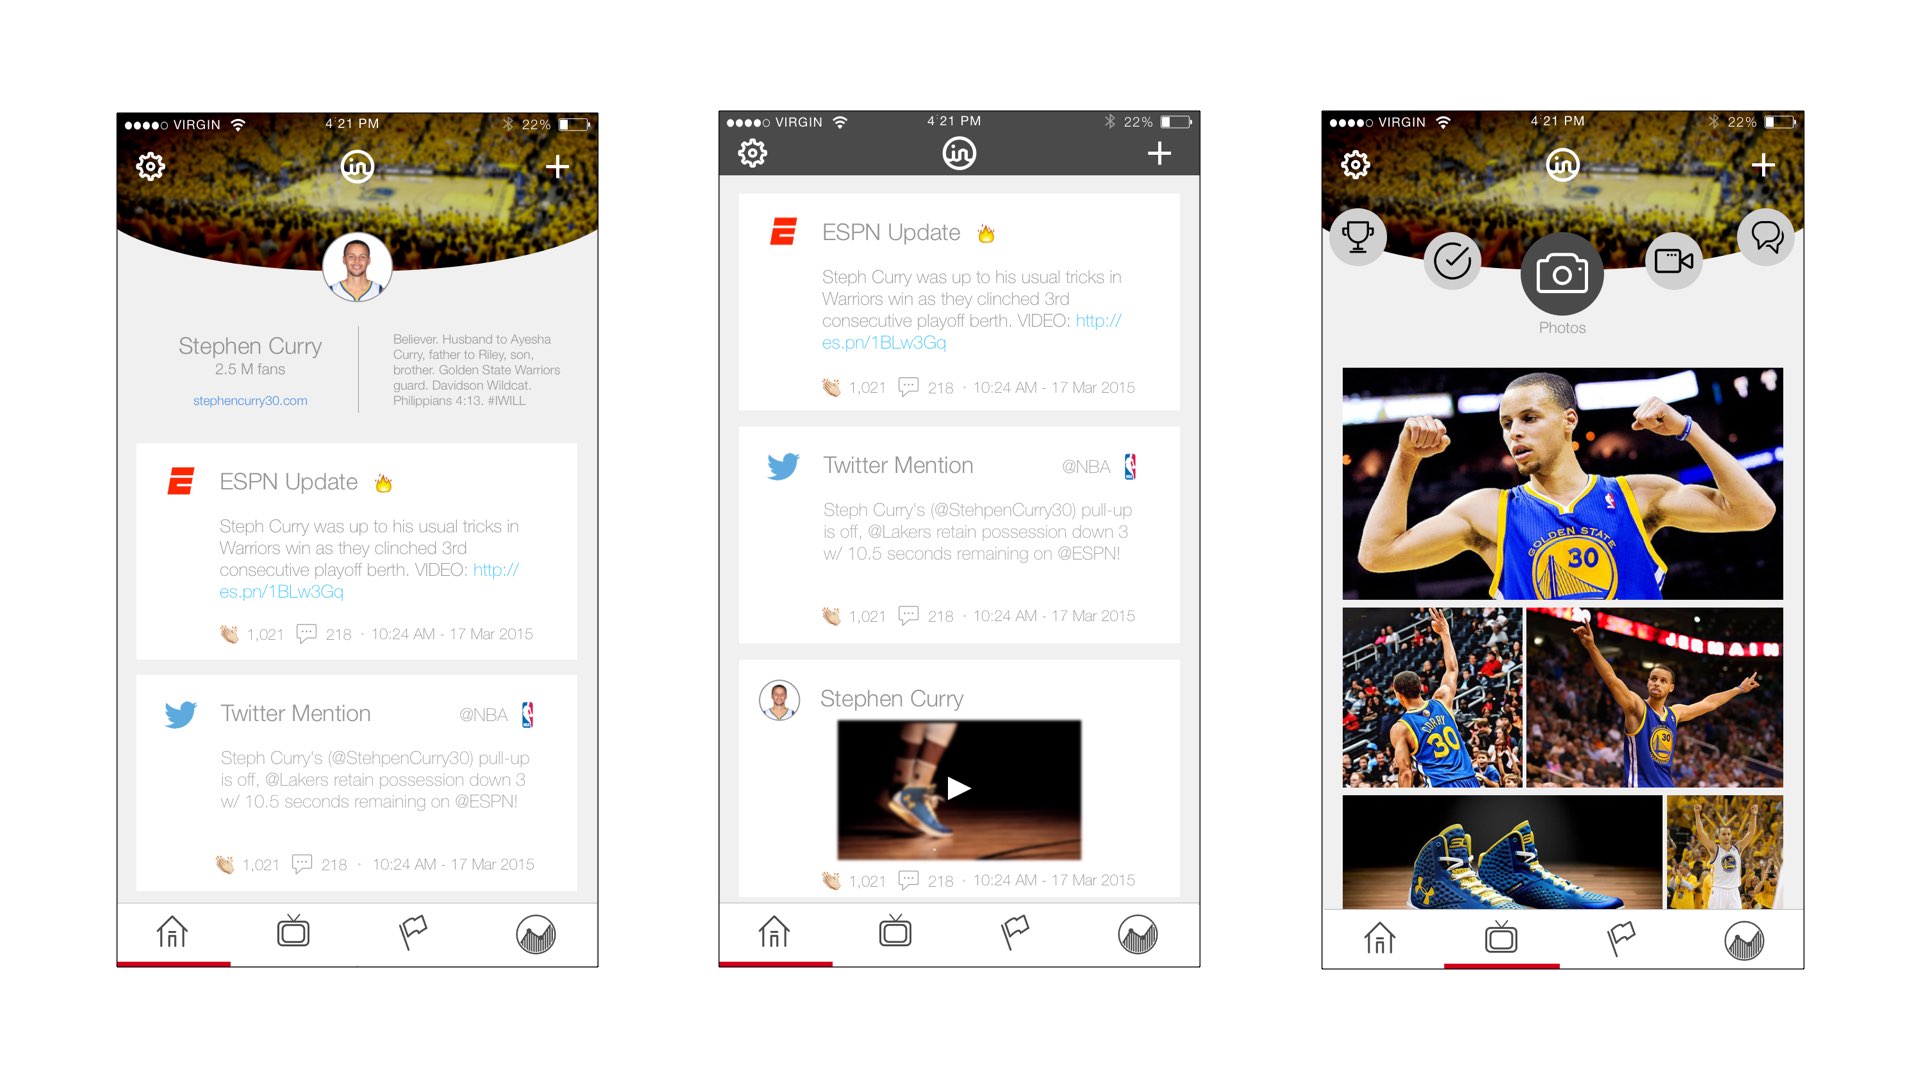 VIRGIN 4:21 PM 22%
in
Stephen Curry
2.5 M fans
stephencurry30.com
Believer. Husband to Ayesha
Curry, father to Riley, son,
brother. Golden State Warriors
guard. Davidson Wildcat.
Philippians 4:13. #IWILL
ESPN Update
Steph Curry was up to his usual tricks in
Warriors win as they clinched 3rd
consecutive playoff berth. VIDEO: http://
es.pn/1BLw3Gq
1,021 218 · 10:24 AM - 17 Mar 2015
Twitter Mention @NBA
Steph Curry's (@StehpenCurry30) pull-up
is off, @Lakers retain possession down 3
w/ 10.5 seconds remaining on @ESPN!
1,021 218 · 10:24 AM - 17 Mar 2015
VIRGIN 4:21 PM 22%
in
ESPN Update
Steph Curry was up to his usual tricks in
Warriors win as they clinched 3rd
consecutive playoff berth. VIDEO: http://
es.pn/1BLw3Gq
1,021 218 · 10:24 AM - 17 Mar 2015
Twitter Mention @NBA
Steph Curry's (@StehpenCurry30) pull-up
is off, @Lakers retain possession down 3
w/ 10.5 seconds remaining on @ESPN!
1,021 218 · 10:24 AM - 17 Mar 2015
Stephen Curry
1,021 218 · 10:24 AM - 17 Mar 2015
VIRGIN 4:21 PM 22%
in
Photos
GOLDEN STATE
30
CURRY
30
JERMAIN
30